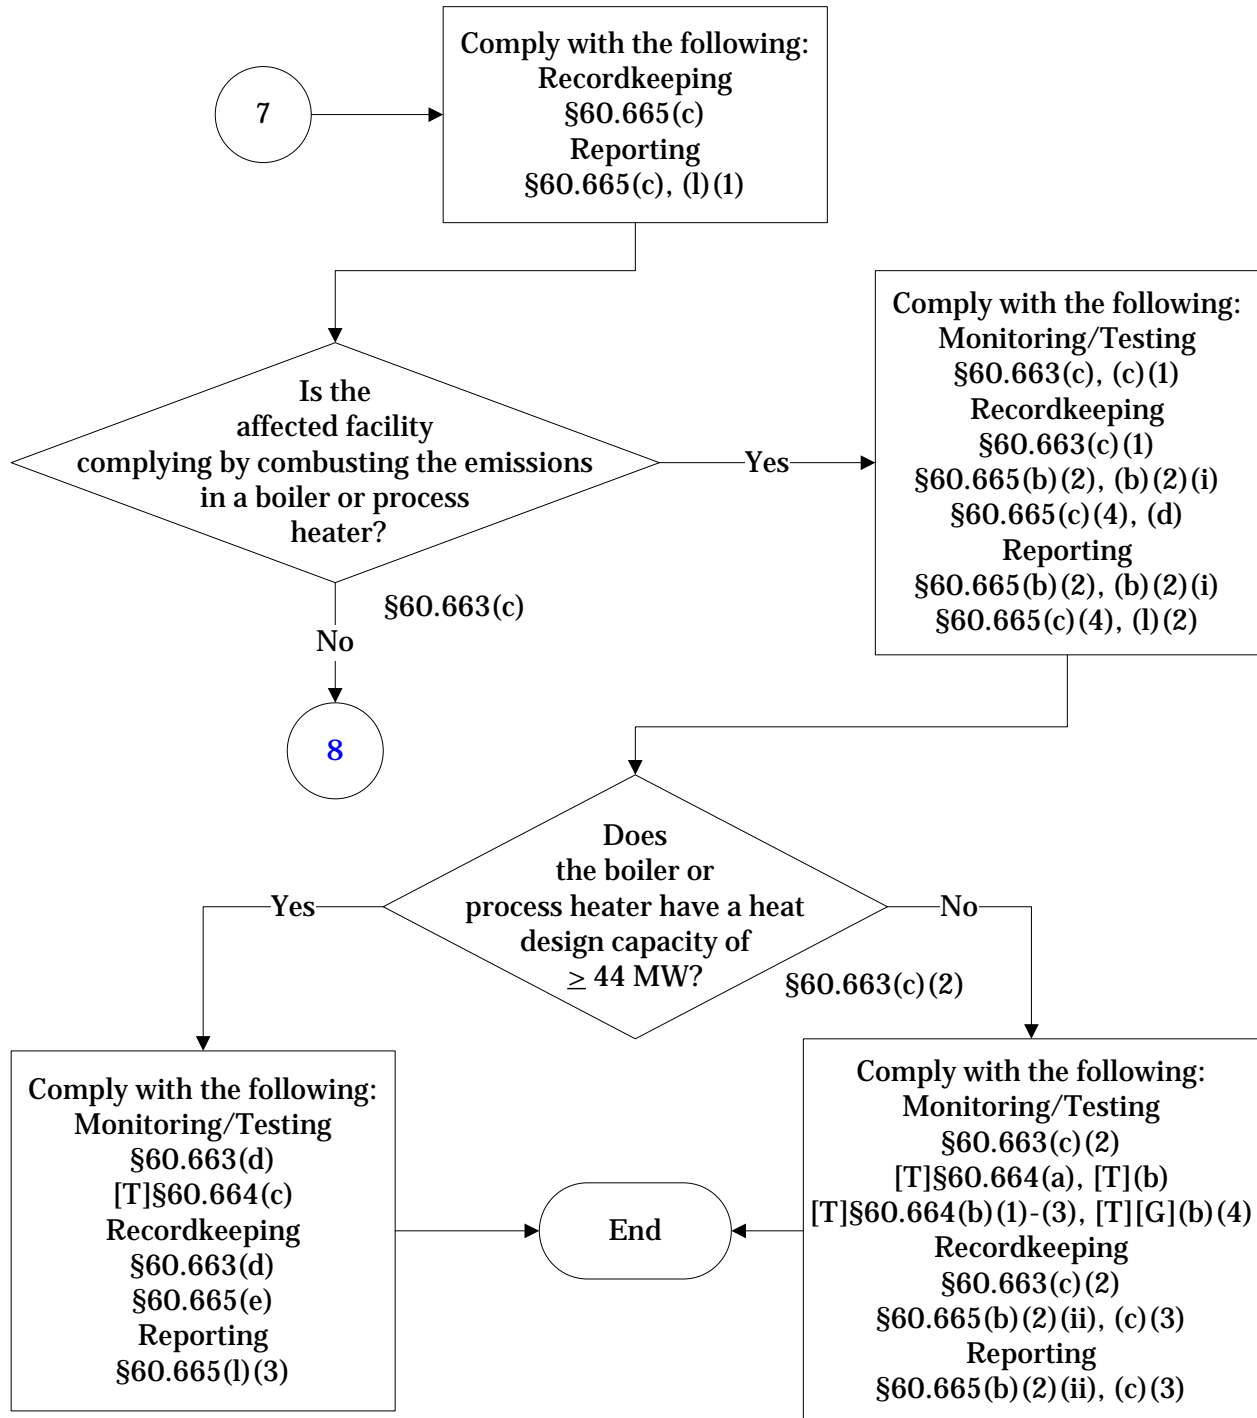 7
Comply with the following:
Recordkeeping
§60.665(c)
Reporting
§60.665(c), (l)(1)
Is the
affected facility
complying by combusting the emissions
in a boiler or process
heater?
Yes
§60.663(c)
No
8
Comply with the following:
Monitoring/Testing
§60.663(c), (c)(1)
Recordkeeping
§60.663(c)(1)
§60.665(b)(2), (b)(2)(i)
§60.665(c)(4), (d)
Reporting
§60.665(b)(2), (b)(2)(i)
§60.665(c)(4), (l)(2)
Does
the boiler or
process heater have a heat
design capacity of
≥ 44 MW?
§60.663(c)(2)
Yes
No
Comply with the following:
Monitoring/Testing
§60.663(d)
[T]§60.664(c)
Recordkeeping
§60.663(d)
§60.665(e)
Reporting
§60.665(l)(3)
End
Comply with the following:
Monitoring/Testing
§60.663(c)(2)
[T]§60.664(a), [T](b)
[T]§60.664(b)(1)-(3), [T][G](b)(4)
Recordkeeping
§60.663(c)(2)
§60.665(b)(2)(ii), (c)(3)
Reporting
§60.665(b)(2)(ii), (c)(3)